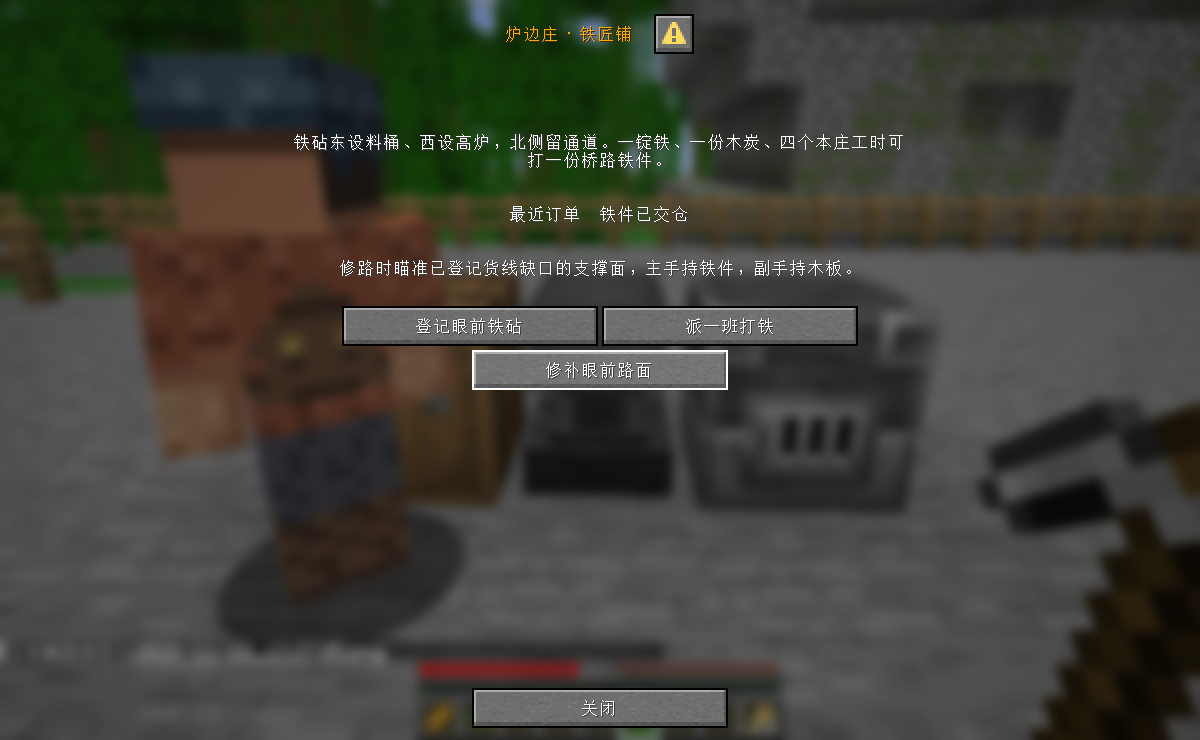 炉边庄 · 铁匠铺
铁砧东设料桶、西设高炉，北侧留通道。一锭铁、一份木炭、四个本庄工时可
打一份桥路铁件。
最近订单　铁件已交仓
修路时瞄准已登记货线缺口的支撑面，主手持铁件，副手持木板。
登记眼前铁砧
派一班打铁
修补眼前路面
关闭